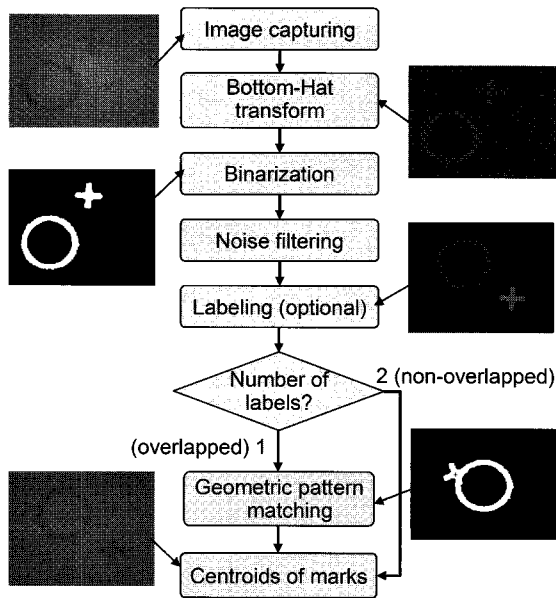 Image capturing
Bottom-Hat
transform
Binarization
Noise filtering
Labeling (optional)
Number of
labels?
2 (non-overlapped)
(overlapped) 1
Geometric pattern
matching
Centroids of marks